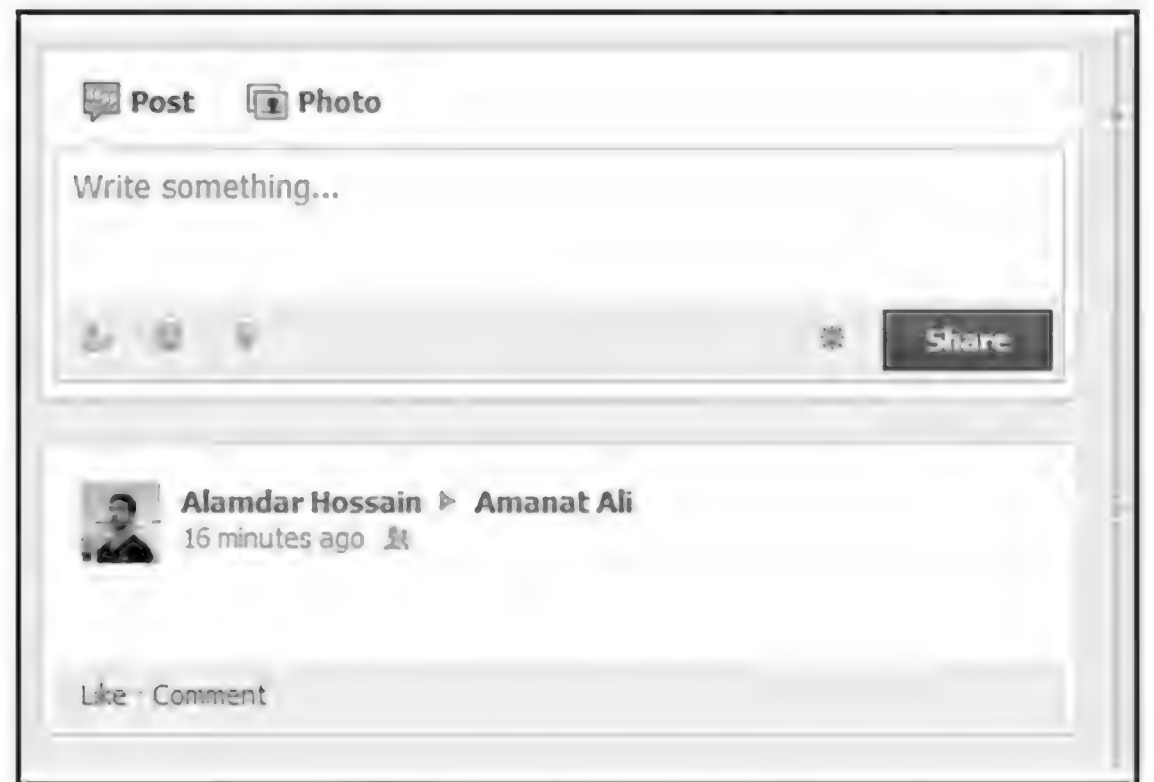 Post Photo
Write something...
Share
Alamdar Hossain Amanat Ali
16 minutes ago
Like · Comment